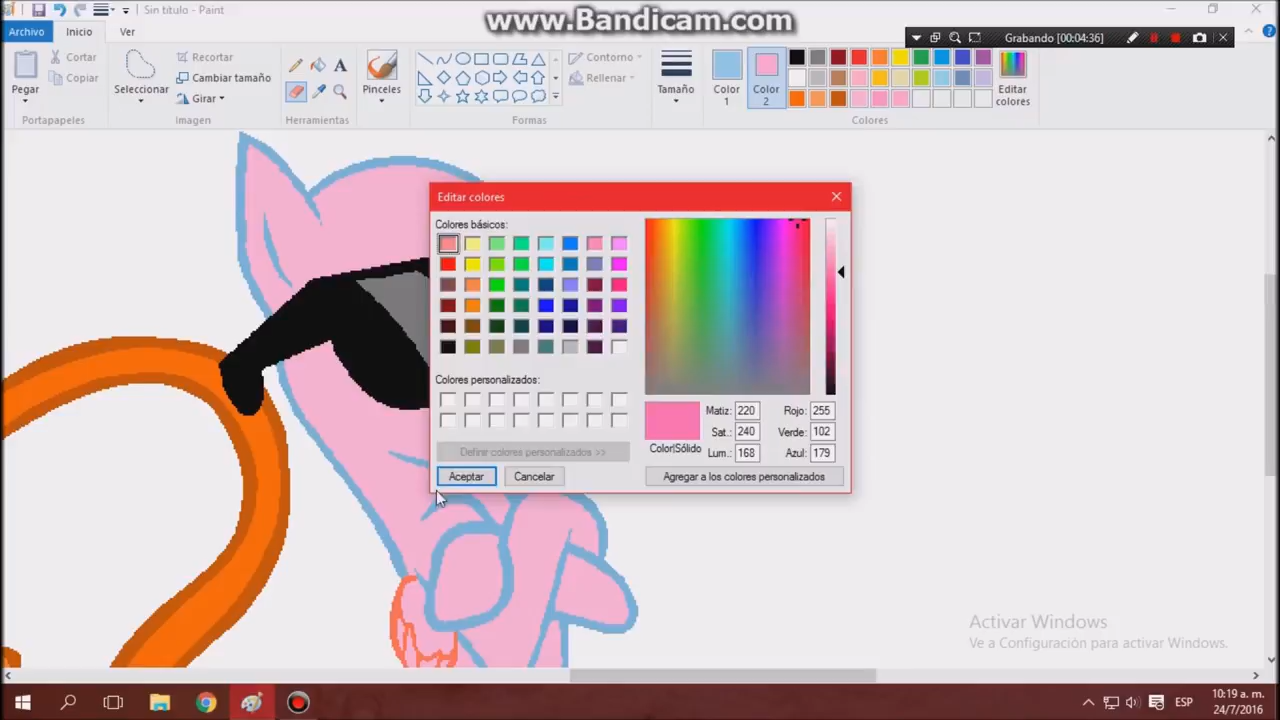 Sin título - Paint
www.Bandicam.com
Archivo
Inicio
Ver
Grabando [00:04:36]
Pegar
Cortar
Copiar
Portapapeles
Seleccionar
Recortar
Cambiar tamaño
Girar
Imagen
A
Herramientas
Pinceles
Contorno
Rellenar
Formas
Tamaño
Color
1
Color
2
Editar
colores
Colores
Editar colores
Colores básicos:
Colores personalizados:
Definir colores personalizados >>
Aceptar
Cancelar
Color|Sólido
Matiz: 220
Sat.: 240
Lum.: 168
Rojo: 255
Verde: 102
Azul: 179
Agregar a los colores personalizados
Activar Windows
Ve a Configuración para activar Windows.
ESP
10:19 a. m.
24/7/2016